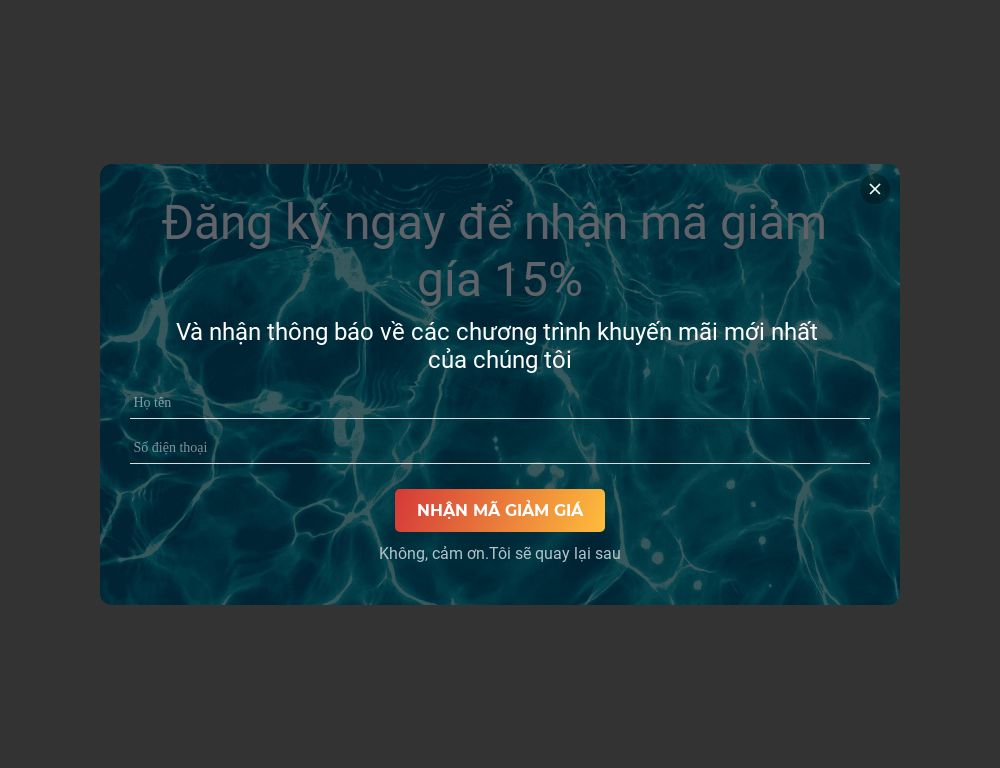 Đăng ký ngay để nhận mã giảm
gía 15%
Và nhận thông báo về các chương trình khuyến mãi mới nhất
của chúng tôi
Họ tên
Số điện thoại
NHẬN MÃ GIẢM GIÁ
Không, cảm ơn.Tôi sẽ quay lại sau